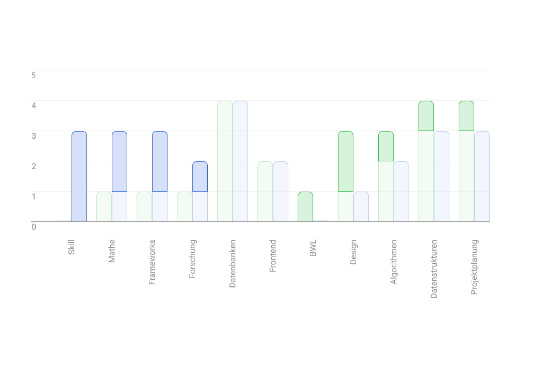 5
4
3
2
1
0
Skill
Mathe
Frameworks
Forschung
Datenbanken
Frontend
BWL
Design
Algorithmen
Datenstrukturen
Projektplanung